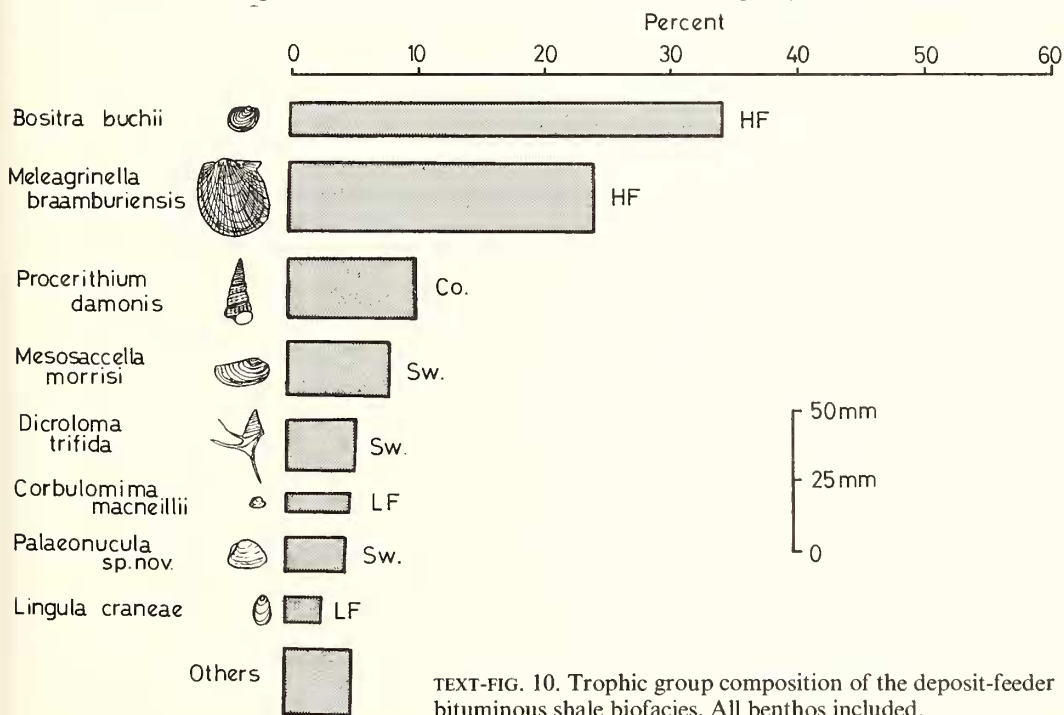 Percent
0 10 20 30 40 50 60
Bositra buchii HF
Meleagrinella
braamburiensis HF
Procerithium
damonis Co.
Mesosaccella
morrisi Sw.
Dicroloma
trifida Sw.
Corbulomima
macneillii LF
Palaeonucula
sp.nov. Sw.
Lingula craneae LF
Others
50mm
25mm
0
TEXT-FIG. 10. Trophic group composition of the deposit-feeder
bituminous shale biofacies. All benthos included.